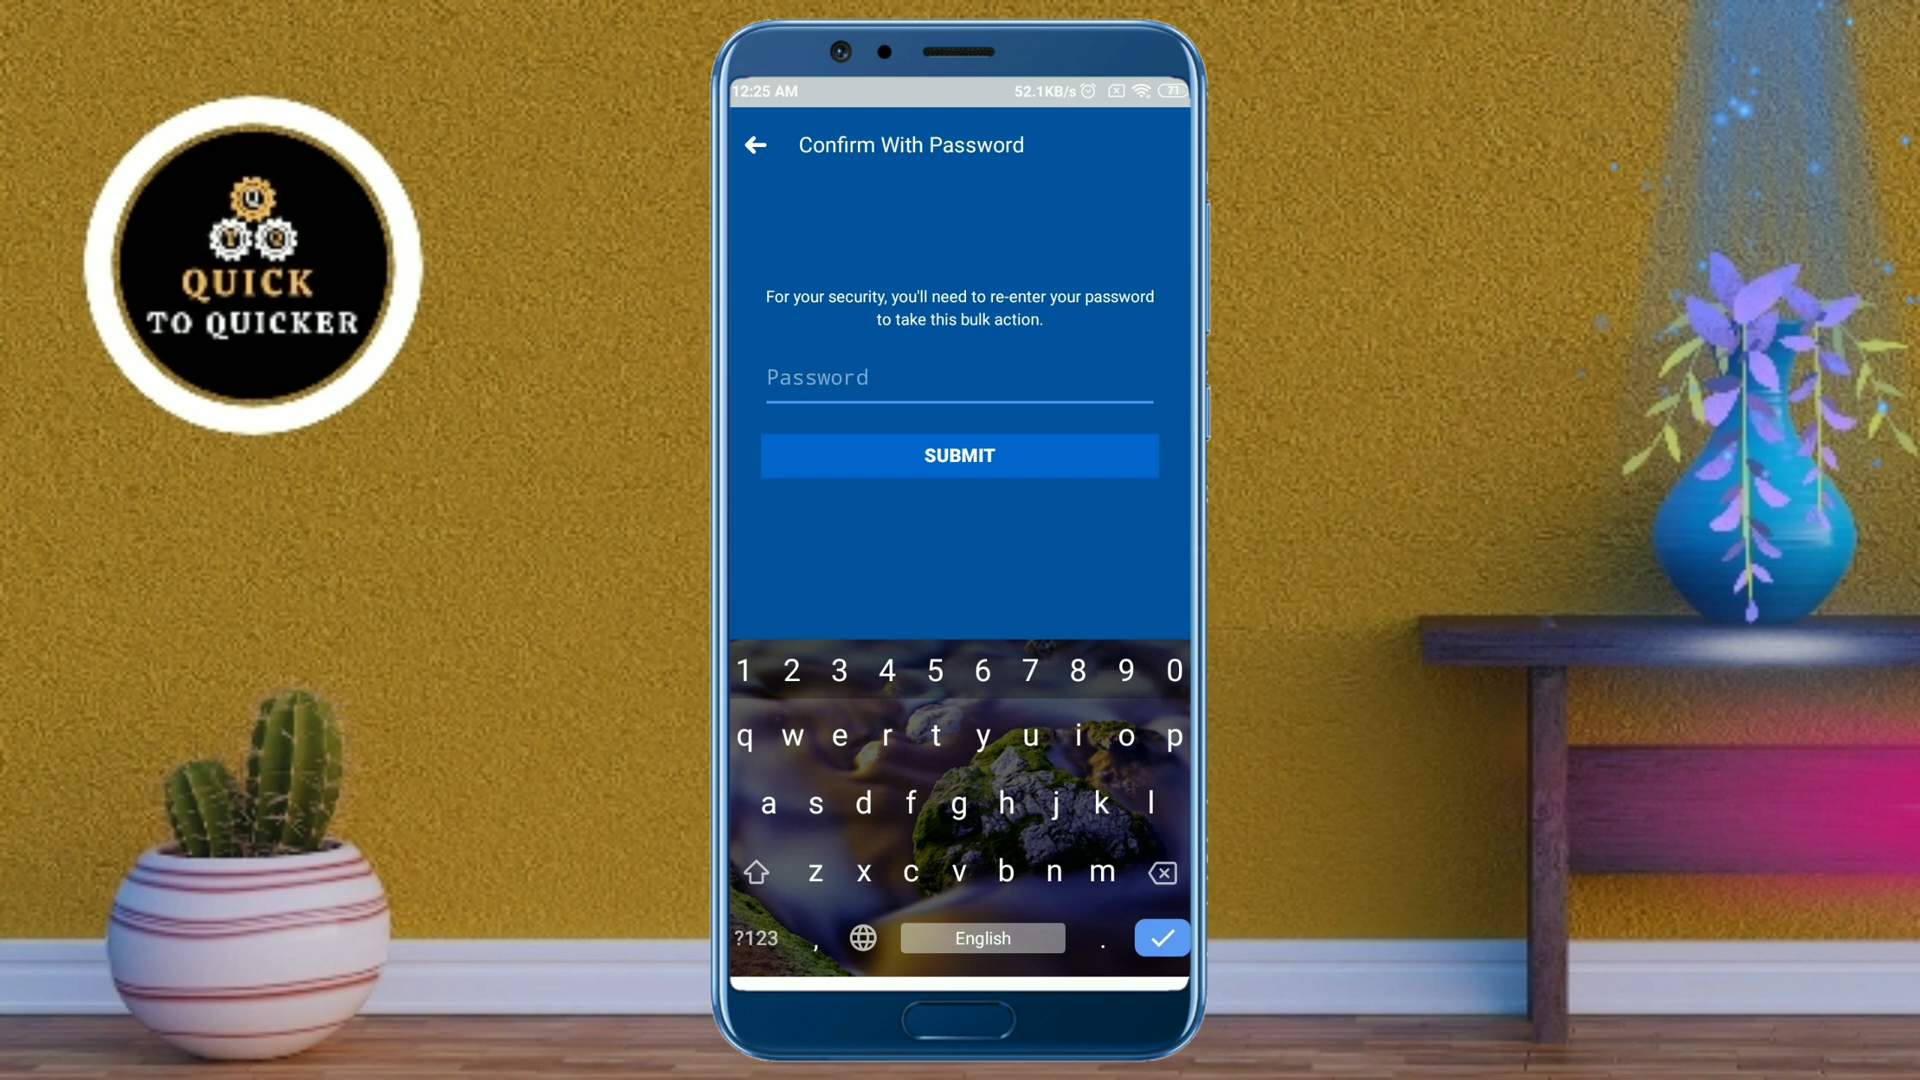 Q
T Q
QUICK
TO QUICKER
12:25 AM 52.1KB/s 71
Confirm With Password
For your security, you'll need to re-enter your password
to take this bulk action.
Password
SUBMIT
1 2 3 4 5 6 7 8 9 0
q w e r t y u i o p
a s d f g h j k l
z x c v b n m
?123 , English .